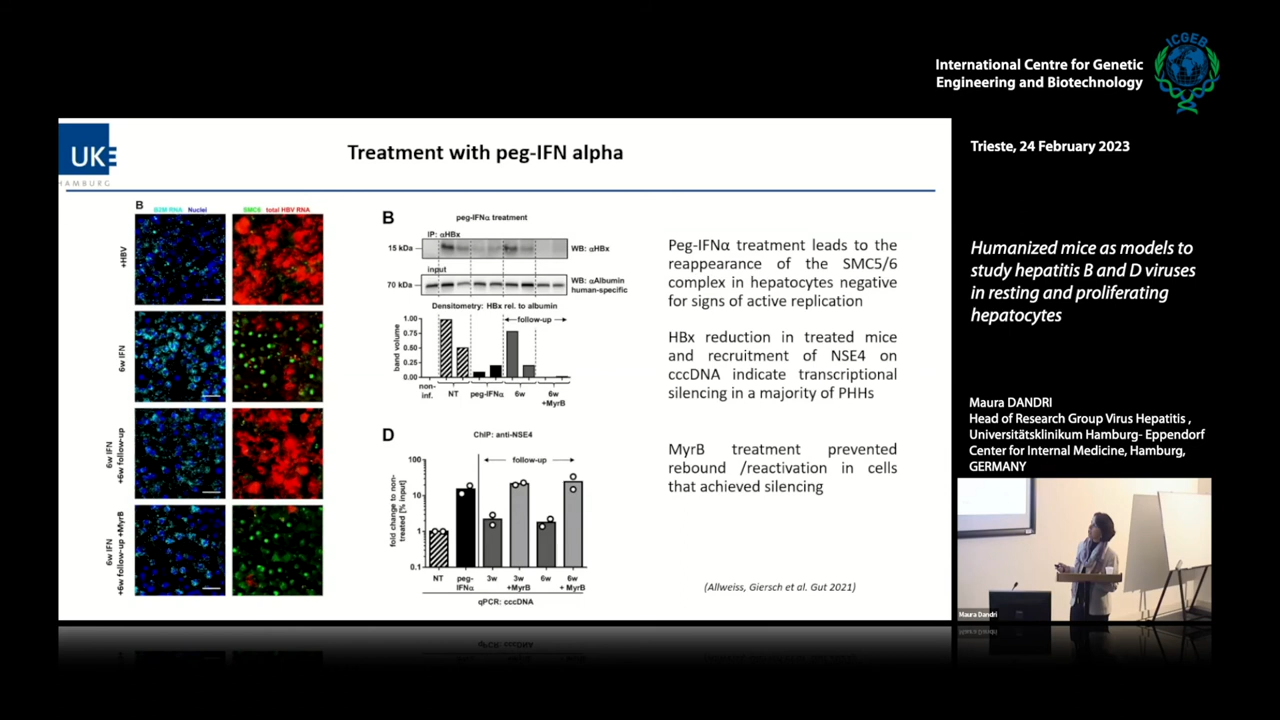 International Centre for Genetic
Engineering and Biotechnology
ICGEB
Trieste, 24 February 2023
Humanized mice as models to
study hepatitis B and D viruses
in resting and proliferating
hepatocytes
Maura DANDRI
Head of Research Group Virus Hepatitis ,
Universitätsklinikum Hamburg- Eppendorf
Center for Internal Medicine, Hamburg,
GERMANY
Maura Dandri
UKE
HAMBURG
Treatment with peg-IFN alpha
B
B2M RNA Nuclei
SMC6 total HBV RNA
+HBV
6w IFN
6w IFN
+6w follow-up
6w IFN
+6w follow-up +MyrB
B
peg-IFNα treatment
IP: αHBx
15 kDa
WB: αHBx
input
70 kDa
WB: αAlbumin
human-specific
Densitometry: HBx rel. to albumin
follow-up
band volume
1.00
0.75
0.50
0.25
0.00
non-
inf.
NT
peg-IFNα
6w
6w
+MyrB
D
ChIP: anti-NSE4
follow-up
fold change to non-
treated [% input]
100
10
1
0.1
NT
peg-
IFNα
3w
3w
+MyrB
6w
6w
+ MyrB
qPCR: cccDNA
Peg-IFNα treatment leads to the
reappearance of the SMC5/6
complex in hepatocytes negative
for signs of active replication
HBx reduction in treated mice
and recruitment of NSE4 on
cccDNA indicate transcriptional
silencing in a majority of PHHs
MyrB treatment prevented
rebound /reactivation in cells
that achieved silencing
(Allweiss, Giersch et al. Gut 2021)